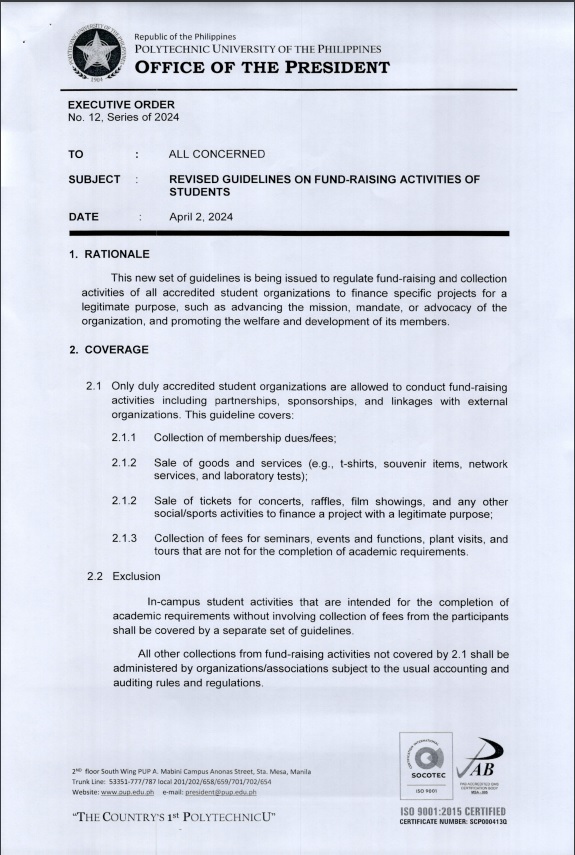 Republic of the Philippines
POLYTECHNIC UNIVERSITY OF THE PHILIPPINES
OFFICE OF THE PRESIDENT
1904
EXECUTIVE ORDER
No. 12, Series of 2024
TO : ALL CONCERNED
SUBJECT : REVISED GUIDELINES ON FUND-RAISING ACTIVITIES OF
STUDENTS
DATE : April 2, 2024
1. RATIONALE
This new set of guidelines is being issued to regulate fund-raising and collection
activities of all accredited student organizations to finance specific projects for a
legitimate purpose, such as advancing the mission, mandate, or advocacy of the
organization, and promoting the welfare and development of its members.
2. COVERAGE
2.1 Only duly accredited student organizations are allowed to conduct fund-raising
activities including partnerships, sponsorships, and linkages with external
organizations. This guideline covers:
2.1.1 Collection of membership dues/fees;
2.1.2 Sale of goods and services (e.g., t-shirts, souvenir items, network
services, and laboratory tests);
2.1.2 Sale of tickets for concerts, raffles, film showings, and any other
social/sports activities to finance a project with a legitimate purpose;
2.1.3 Collection of fees for seminars, events and functions, plant visits, and
tours that are not for the completion of academic requirements.
2.2 Exclusion
In-campus student activities that are intended for the completion of
academic requirements without involving collection of fees from the participants
shall be covered by a separate set of guidelines.
All other collections from fund-raising activities not covered by 2.1 shall be
administered by organizations/associations subject to the usual accounting and
auditing rules and regulations.
2ND floor South Wing PUP A. Mabini Campus Anonas Street, Sta. Mesa, Manila
Trunk Line: 53351-777/787 local 201/202/658/659/701/702/654
Website: www.pup.edu.ph e-mail: president@pup.edu.ph
"THE COUNTRY'S 1ST POLYTECHNICU"
SOCOTEC
ISO 9001
AB
ISO 9001:2015 CERTIFIED
CERTIFICATE NUMBER: SCP000413Q